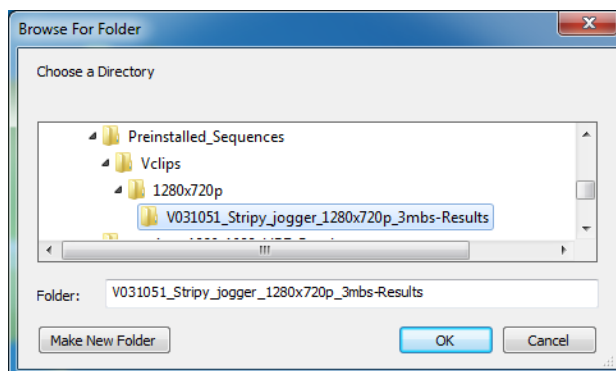 Browse For Folder
Choose a Directory
Preinstalled_Sequences
Vclips
1280x720p
V031051_Stripy_jogger_1280x720p_3mbs-Results
Folder: V031051_Stripy_jogger_1280x720p_3mbs-Results
Make New Folder OK Cancel